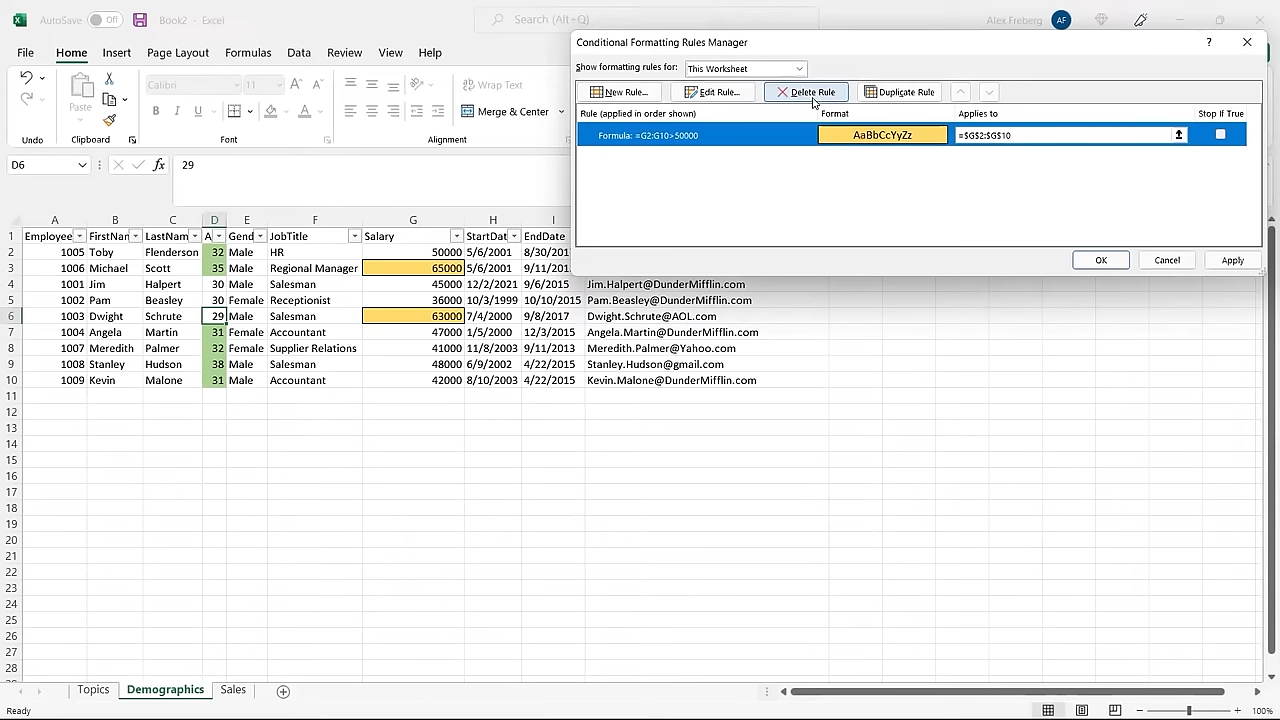 AutoSave Off Book2 - Excel Search (Alt+Q) Alex Freberg AF
File Home Insert Page Layout Formulas Data Review View Help
Conditional Formatting Rules Manager ?
Show formatting rules for: This Worksheet
New Rule... Edit Rule... Delete Rule Duplicate Rule
Rule (applied in order shown) Format Applies to Stop If True
Formula: =G2:G10>50000 AaBbCcYyZz =$G$2:$G$10
OK Cancel Apply
Undo Paste Calibri 11 Wrap Text
B I U Merge & Center
Undo Clipboard Font Alignment
D6 fx 29
A B C D E F G H I
1 Employee FirstNan LastNam A Gend JobTitle Salary StartDat EndDate
2 1005 Toby Flenderson 32 Male HR 50000 5/6/2001 8/30/201
3 1006 Michael Scott 35 Male Regional Manager 65000 5/6/2001 9/11/201
4 1001 Jim Halpert 30 Male Salesman 45000 12/2/2021 9/6/2015 Jim.Halpert@DunderMifflin.com
5 1002 Pam Beasley 30 Female Receptionist 36000 10/3/1999 10/10/2015 Pam.Beasley@DunderMifflin.com
6 1003 Dwight Schrute 29 Male Salesman 63000 7/4/2000 9/8/2017 Dwight.Schrute@AOL.com
7 1004 Angela Martin 31 Female Accountant 47000 1/5/2000 12/3/2015 Angela.Martin@DunderMifflin.com
8 1007 Meredith Palmer 32 Female Supplier Relations 41000 11/8/2003 9/11/2013 Meredith.Palmer@Yahoo.com
9 1008 Stanley Hudson 38 Male Salesman 48000 6/9/2002 4/22/2015 Stanley.Hudson@gmail.com
10 1009 Kevin Malone 31 Male Accountant 42000 8/10/2003 4/22/2015 Kevin.Malone@DunderMifflin.com
11
12
13
14
15
16
17
18
19
20
21
22
23
24
25
26
27
28
Topics Demographics Sales
Ready 100%